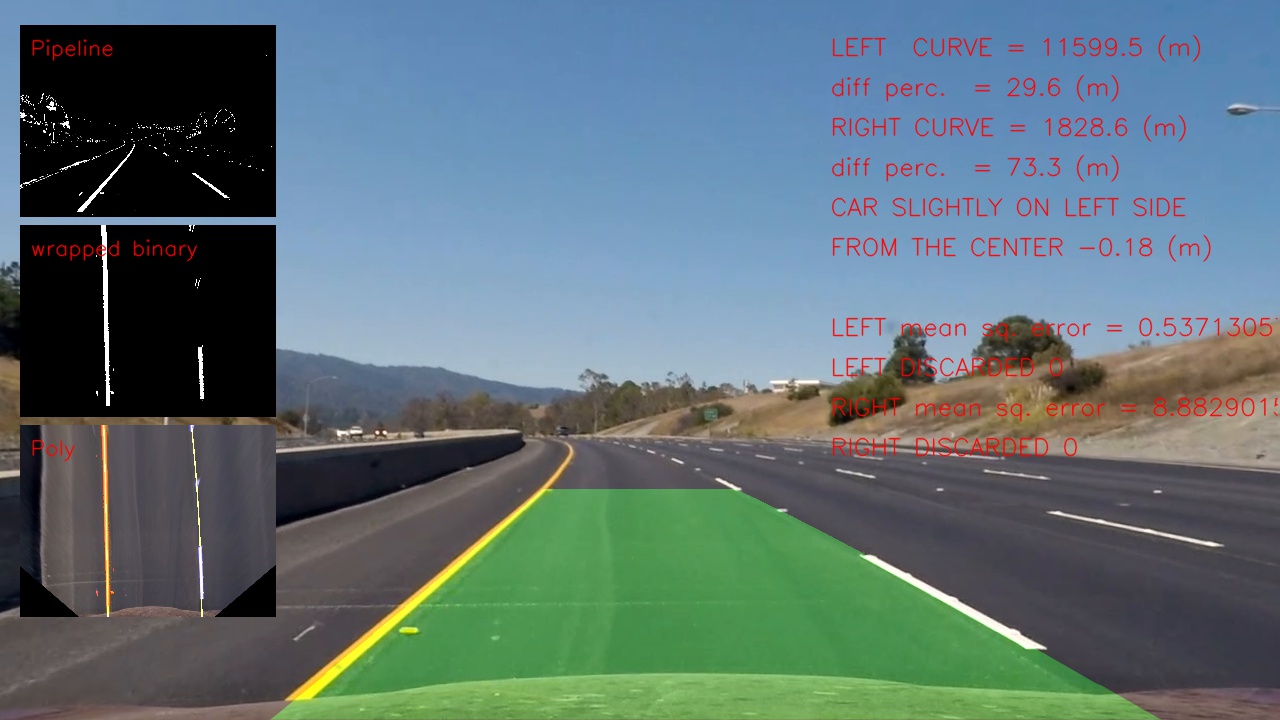 Pipeline
wrapped binary
Poly
LEFT CURVE = 11599.5 (m)
diff perc. = 29.6 (m)
RIGHT CURVE = 1828.6 (m)
diff perc. = 73.3 (m)
CAR SLIGHTLY ON LEFT SIDE
FROM THE CENTER -0.18 (m)
LEFT mean sq. error = 0.5371305
LEFT DISCARDED 0
RIGHT mean sq. error = 8.882901
RIGHT DISCARDED 0